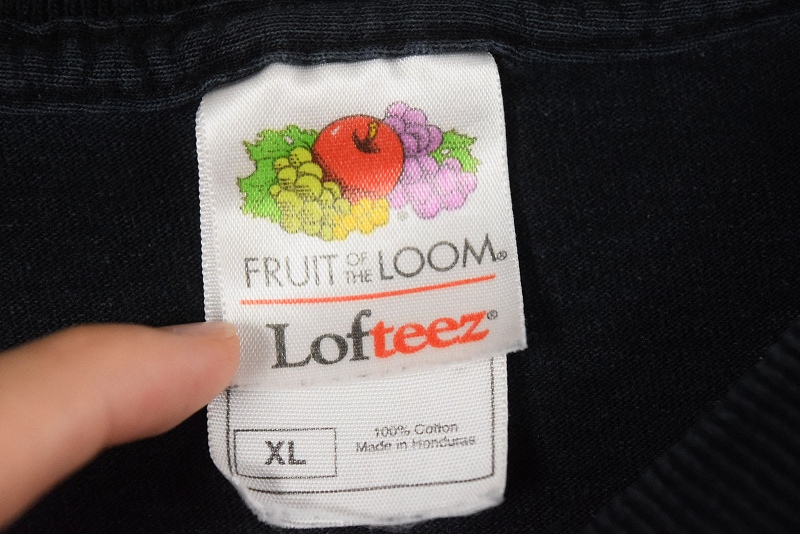 FRUIT OF THE LOOM®
Lofteez®
XL
100% Cotton
Made in Honduras